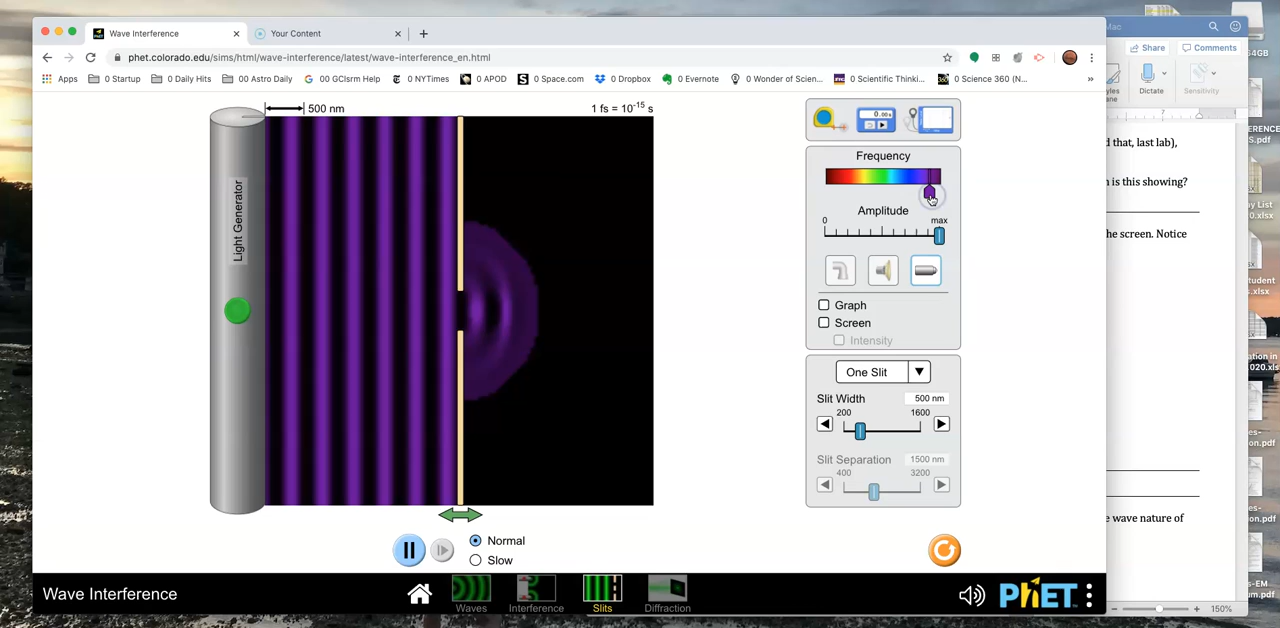 Wave Interference
Your Content
Mac
phet.colorado.edu/sims/html/wave-interference/latest/wave-interference_en.html
Share
Comments
Apps
0 Startup
0 Daily Hits
00 Astro Daily
00 GClsrm Help
0 NYTimes
0 APOD
0 Space.com
0 Dropbox
0 Evernote
0 Wonder of Scien...
0 Scientific Thinki...
0 Science 360 (N...
»
64GB
Dictate
Sensitivity
500 nm
1 fs = 10⁻¹⁵ s
0.00
Light Generator
Frequency
Amplitude
0
max
Graph
Screen
Intensity
One Slit
Slit Width
500 nm
200
1600
Slit Separation
1500 nm
400
3200
d that, last lab),
n is this showing?
he screen. Notice
e wave nature of
Normal
Slow
Wave Interference
Waves
Interference
Slits
Diffraction
PhET
150%